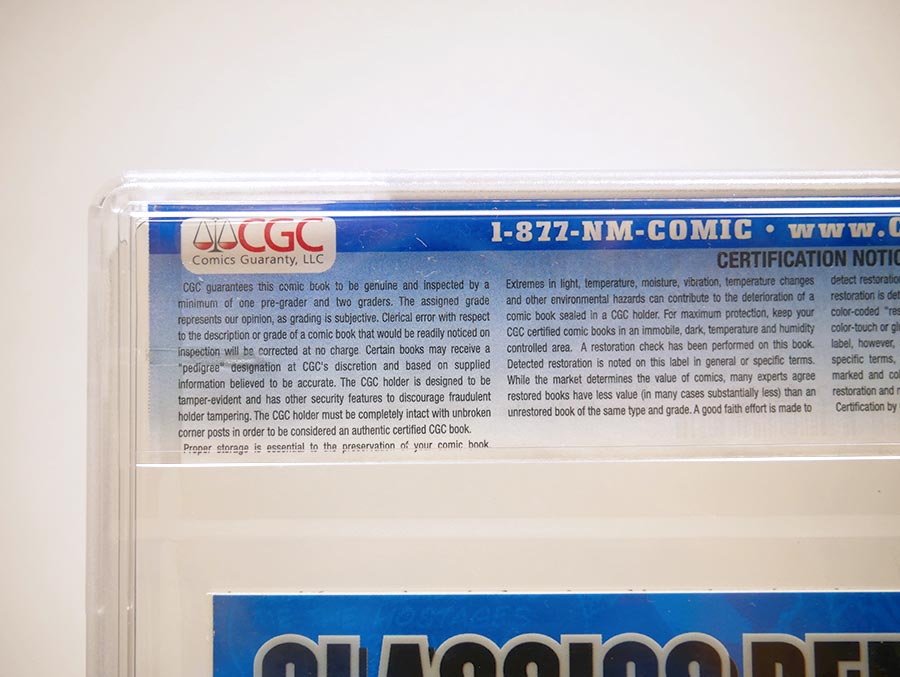 CGC
Comics Guaranty, LLC
1-877-NM-COMIC • www.C
CERTIFICATION NOTIC
CGC guarantees this comic book to be genuine and inspected by a
minimum of one pre-grader and two graders. The assigned grade
represents our opinion, as grading is subjective. Clerical error with respect
to the description or grade of a comic book that would be readily noticed on
inspection will be corrected at no charge. Certain books may receive a
"pedigree" designation at CGC's discretion and based on supplied
information believed to be accurate. The CGC holder is designed to be
tamper-evident and has other security features to discourage fraudulent
holder tampering. The CGC holder must be completely intact with unbroken
corner posts in order to be considered an authentic certified CGC book.
Proper storage is essential to the preservation of your comic book.
Extremes in light, temperature, moisture, vibration, temperature changes
and other environmental hazards can contribute to the deterioration of a
comic book sealed in a CGC holder. For maximum protection, keep your
CGC certified comic books in an immobile, dark, temperature and humidity
controlled area. A restoration check has been performed on this book.
Detected restoration is noted on this label in general or specific terms.
While the market determines the value of comics, many experts agree
restored books have less value (in many cases substantially less) than an
unrestored book of the same type and grade. A good faith effort is made to
detect restoratio
restoration is det
color-coded "res
color-touch or gl
label, however,
specific terms,
marked and col
restoration and r
Certification by
HOSTAGES
CLASSICS DE